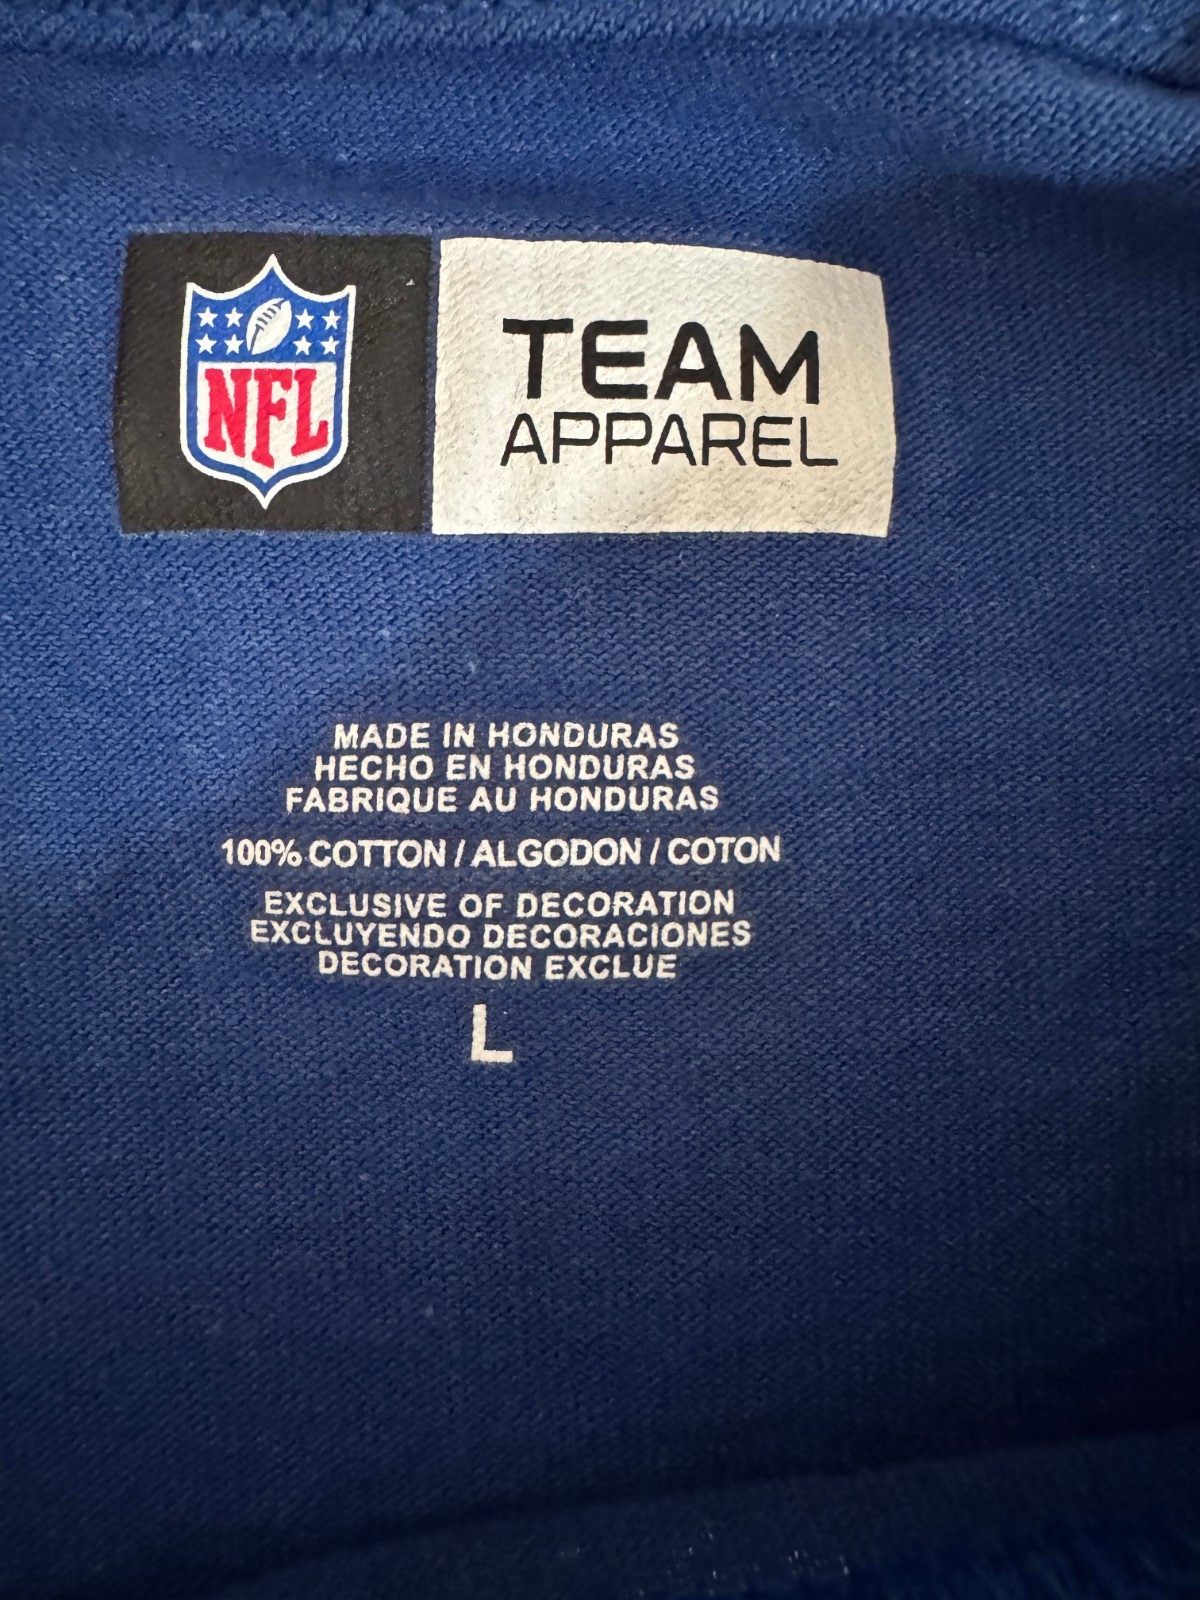 NFL
TEAM
APPAREL
MADE IN HONDURAS
HECHO EN HONDURAS
FABRIQUE AU HONDURAS
100% COTTON / ALGODON / COTON
EXCLUSIVE OF DECORATION
EXCLUYENDO DECORACIONES
DECORATION EXCLUE
L